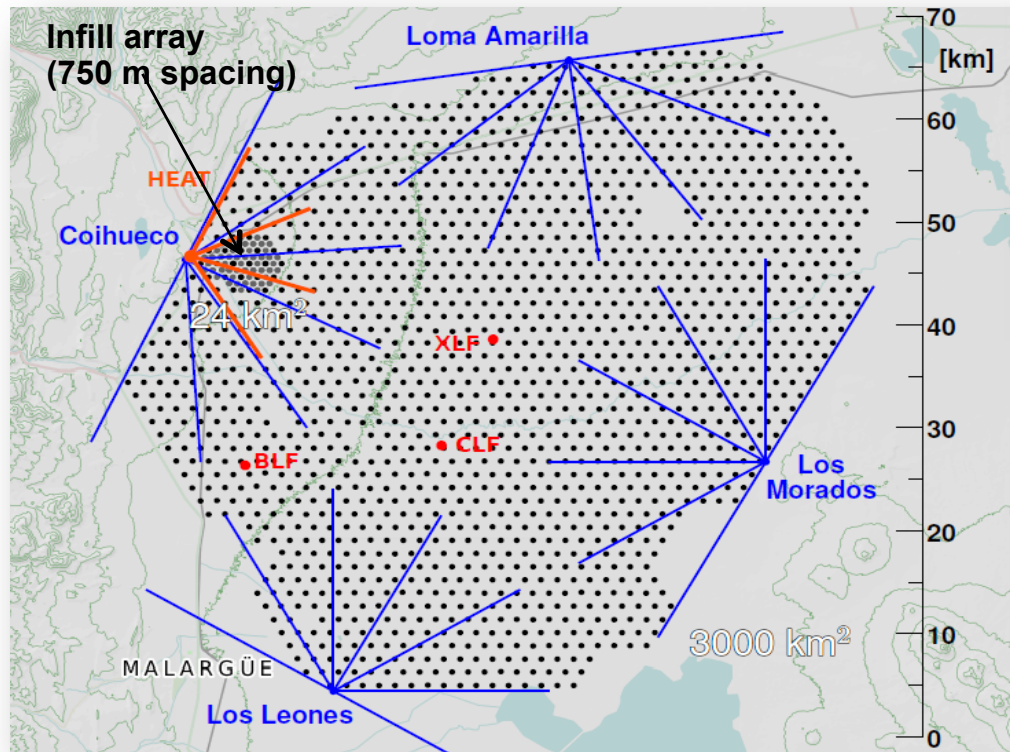 Infill array
(750 m spacing)
Loma Amarilla
70
[km]
60
HEAT
50
Coihueco
24 km²
40
XLF
30
CLF
BLF
Los
Morados
20
3000 km²
10
MALARGÜE
Los Leones
0